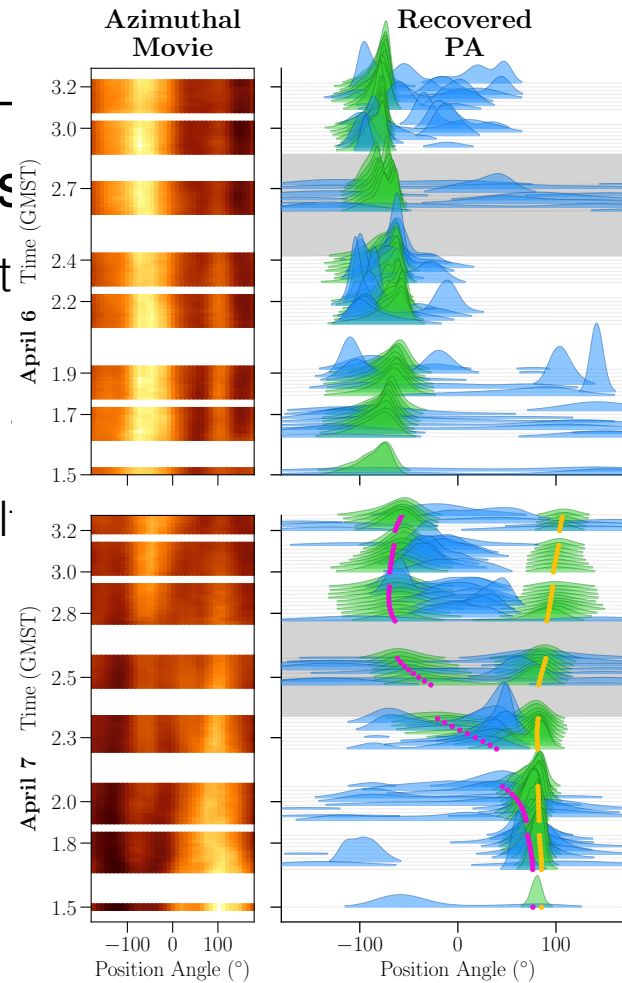 Azimuthal
Movie
Recovered
PA
3.2
3.0
2.7
2.4
2.2
1.9
1.7
1.5
Time (GMST)
April 6
3.2
3.0
2.8
2.5
2.3
2.0
1.8
1.5
Time (GMST)
April 7
−100 0 100
Position Angle (°)
−100 0 100
Position Angle (°)